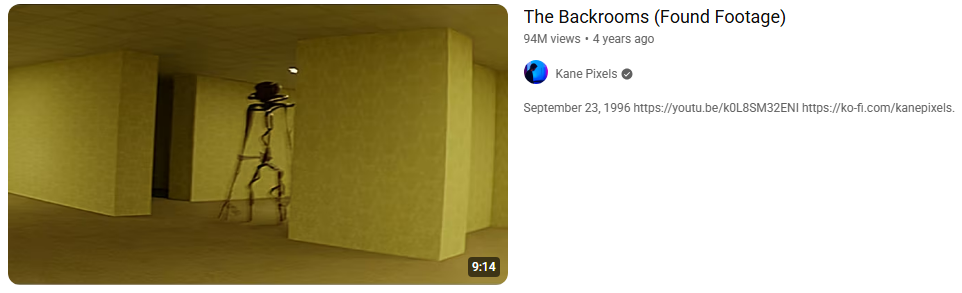 The Backrooms (Found Footage)
94M views • 4 years ago
Kane Pixels
September 23, 1996 https://youtu.be/k0L8SM32ENI https://ko-fi.com/kanepixels.
9:14